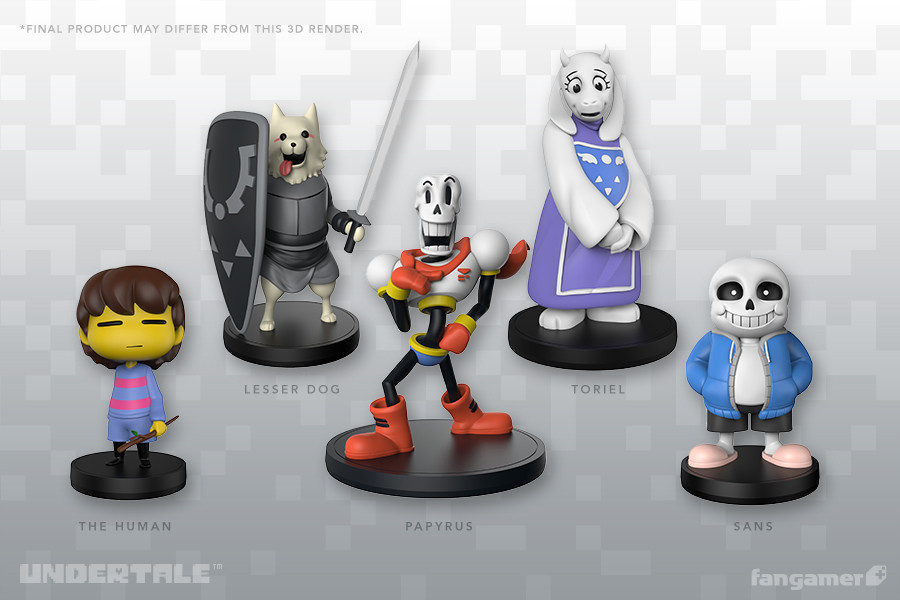 *FINAL PRODUCT MAY DIFFER FROM THIS 3D RENDER.
LESSER DOG
TORIEL
THE HUMAN
PAPYRUS
SANS
UNDERTALE™
fangamer